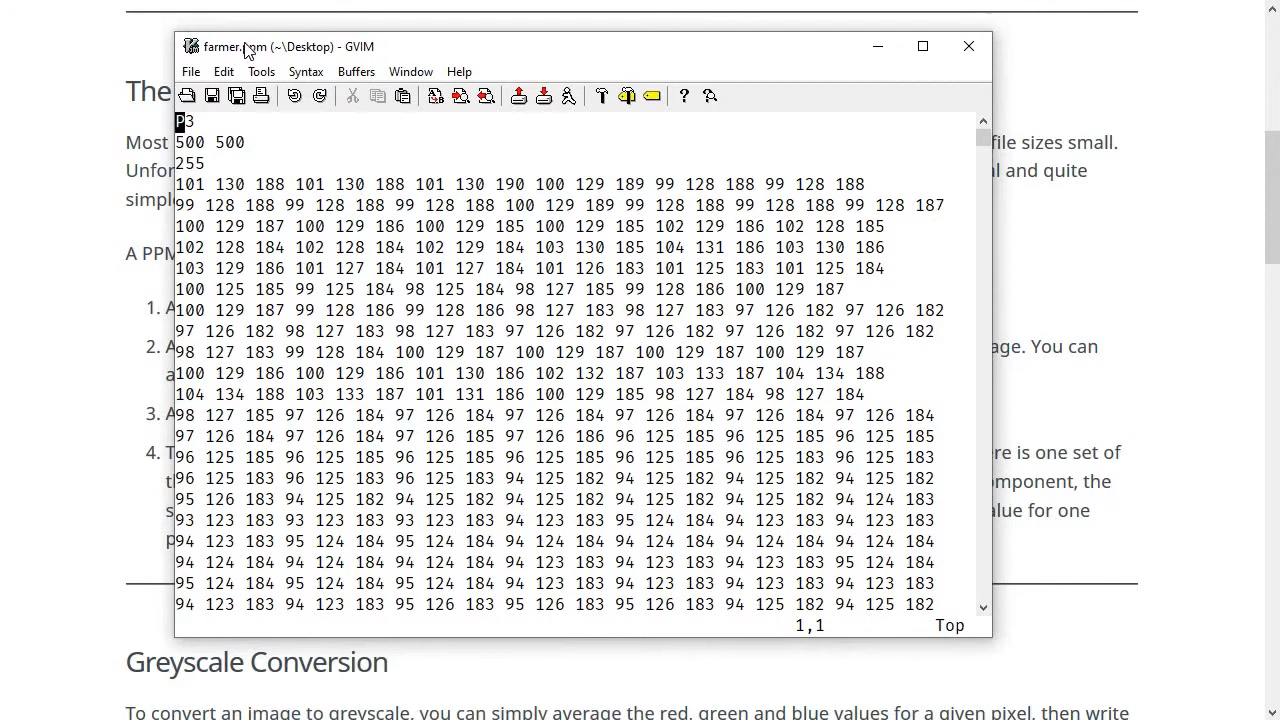 The
Most
file sizes small.
Unfor
al and quite
simpl
A PPM
1. A
2. A
age. You can
a
3. A
4. T
ere is one set of
t
omponent, the
s
alue for one
p
farmer. pm (~\Desktop) - GVIM
File Edit Tools Syntax Buffers Window Help
P3
500 500
255
101 130 188 101 130 188 101 130 190 100 129 189 99 128 188 99 128 188
99 128 188 99 128 188 99 128 188 100 129 189 99 128 188 99 128 188 99 128 187
100 129 187 100 129 186 100 129 185 100 129 185 102 129 186 102 128 185
102 128 184 102 128 184 102 129 184 103 130 185 104 131 186 103 130 186
103 129 186 101 127 184 101 127 184 101 126 183 101 125 183 101 125 184
100 125 185 99 125 184 98 125 184 98 127 185 99 128 186 100 129 187
100 129 187 99 128 186 99 128 186 98 127 183 98 127 183 97 126 182 97 126 182
97 126 182 98 127 183 98 127 183 97 126 182 97 126 182 97 126 182 97 126 182
98 127 183 99 128 184 100 129 187 100 129 187 100 129 187 100 129 187
100 129 186 100 129 186 101 130 186 102 132 187 103 133 187 104 134 188
104 134 188 103 133 187 101 131 186 100 129 185 98 127 184 98 127 184
98 127 185 97 126 184 97 126 184 97 126 184 97 126 184 97 126 184 97 126 184
97 126 184 97 126 184 97 126 185 97 126 186 96 125 185 96 125 185 96 125 185
96 125 185 96 125 185 96 125 185 96 125 185 96 125 185 96 125 183 96 125 183
96 125 183 96 125 183 96 125 183 94 125 182 94 125 182 94 125 182 94 125 182
95 126 183 94 125 182 94 125 182 94 125 182 94 125 182 94 125 182 94 124 183
93 123 183 93 123 183 93 123 183 94 123 183 95 124 184 94 123 183 94 123 183
94 123 183 95 124 184 95 124 184 94 124 184 94 124 184 94 124 184 94 124 184
94 124 184 94 124 184 94 124 184 94 123 183 94 123 183 94 123 183 95 124 184
95 124 184 95 124 184 95 124 184 94 123 183 94 123 183 94 123 183 94 123 183
94 123 183 94 123 183 95 126 183 95 126 183 95 126 183 94 125 182 94 125 182
1,1 Top
Greyscale Conversion
To convert an image to greyscale, you can simply average the red, green and blue values for a given pixel, then write